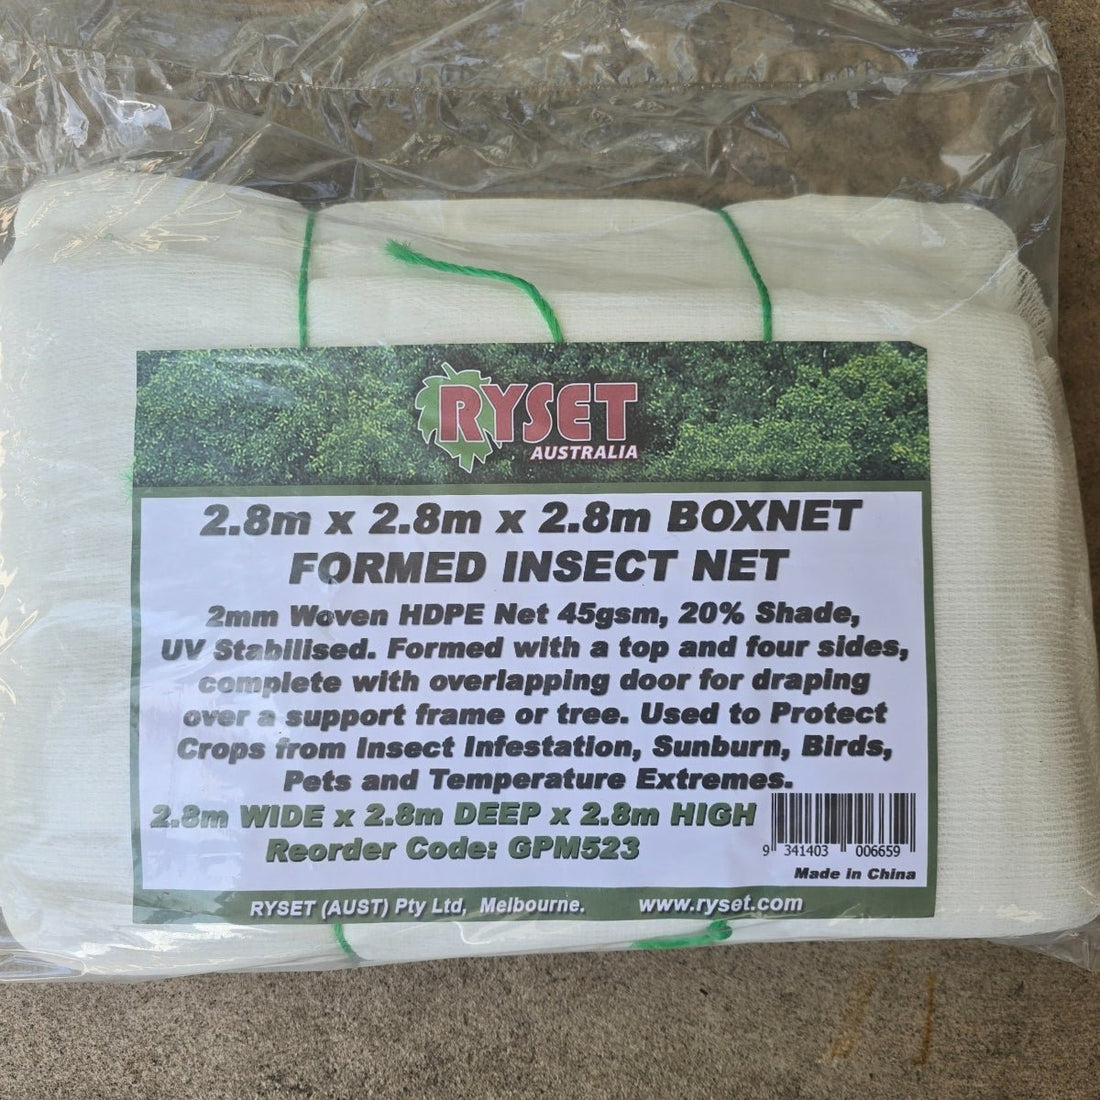 RYSET
AUSTRALIA
2.8m x 2.8m x 2.8m BOXNET
FORMED INSECT NET
2mm Woven HDPE Net 45gsm, 20% Shade,
UV Stabilised. Formed with a top and four sides,
complete with overlapping door for draping
over a support frame or tree. Used to Protect
Crops from Insect Infestation, Sunburn, Birds,
Pets and Temperature Extremes.
2.8m WIDE x 2.8m DEEP x 2.8m HIGH
Reorder Code: GPM523
9 341403 006659
Made in China
RYSET (AUST) Pty Ltd, Melbourne. www.ryset.com